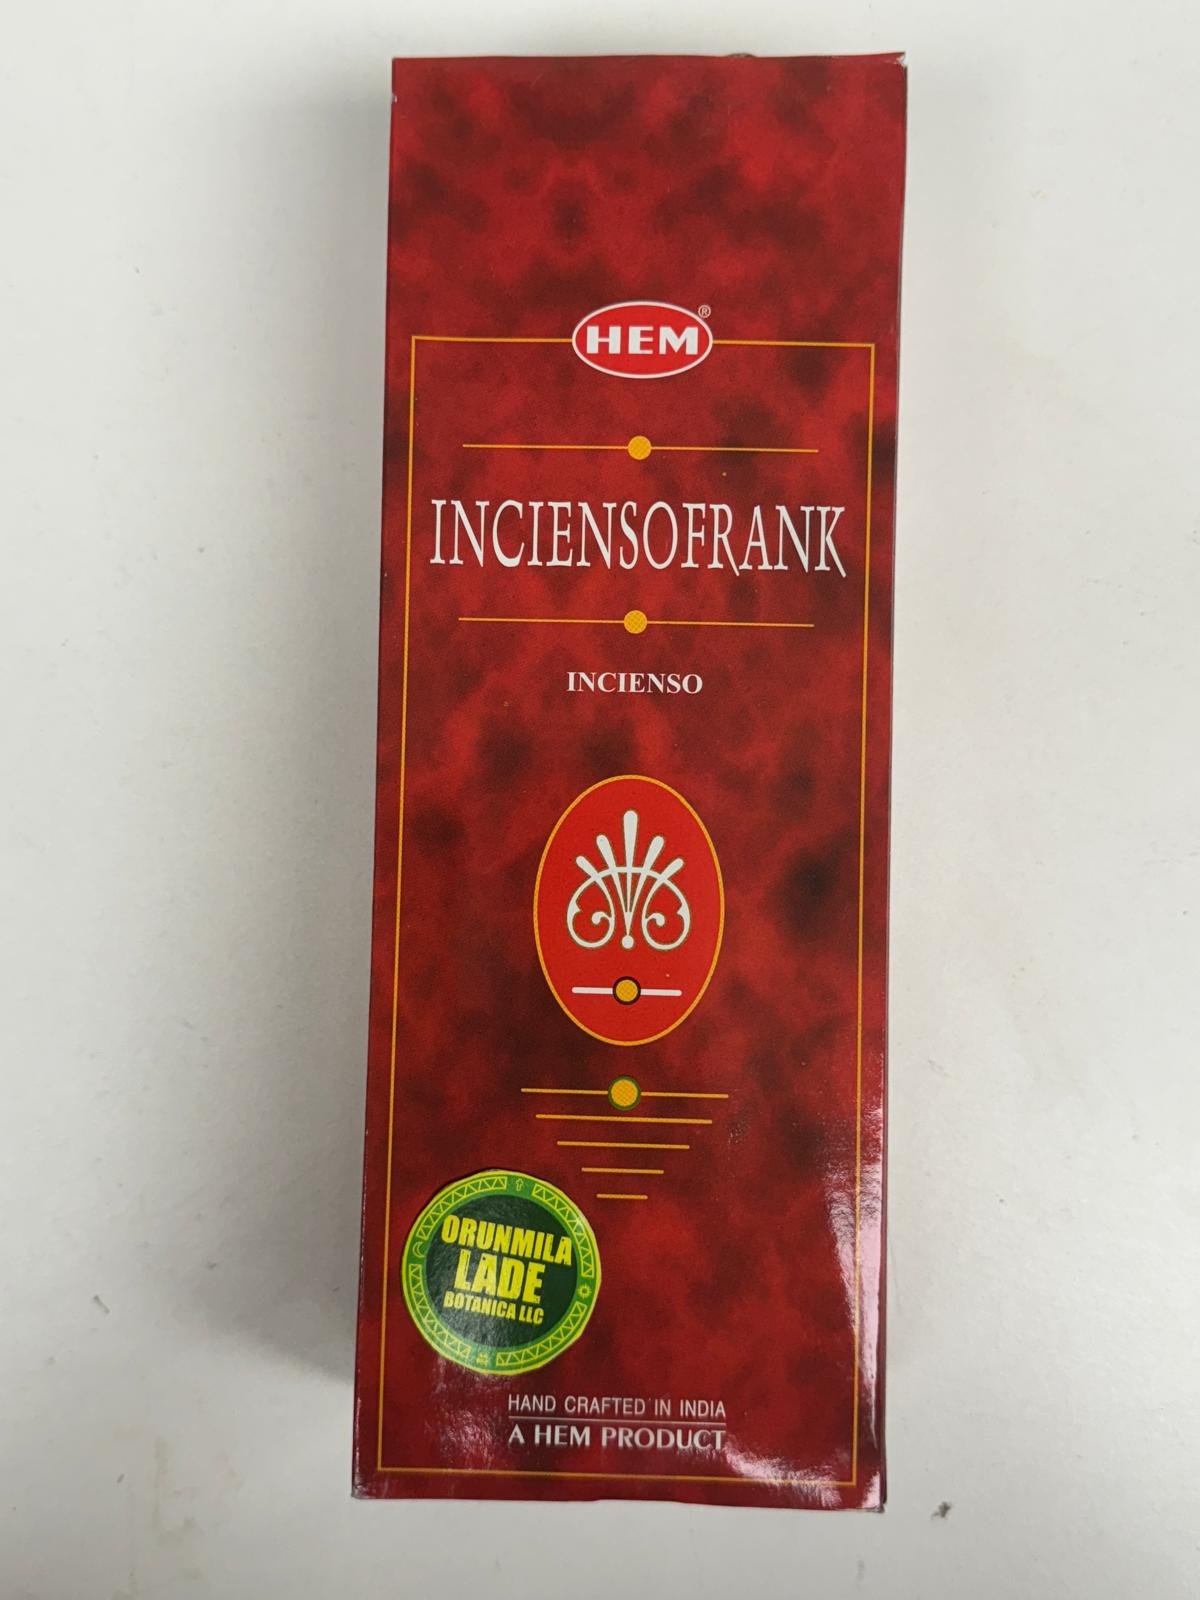 HEM®
INCIENSOFRANK
INCIENSO
ORUNMILA
LADE
BOTANICA LLC
HAND CRAFTED IN INDIA
A HEM PRODUCT